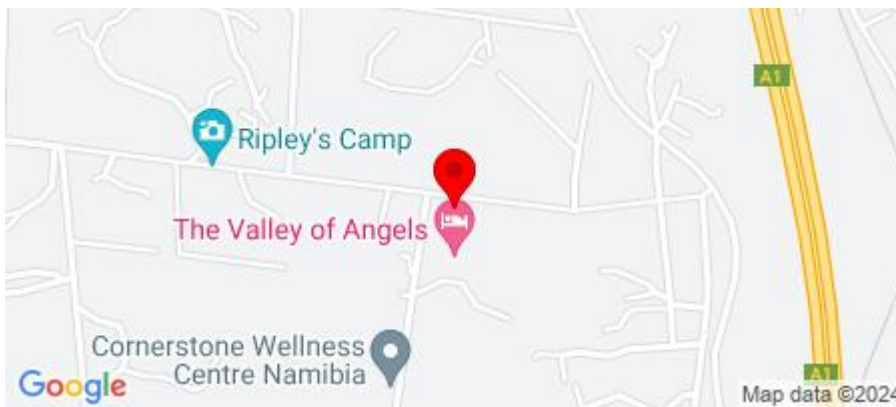 A1
Ripley's Camp
The Valley of Angels
Cornerstone Wellness
Centre Namibia
A1
Google
Map data ©2024